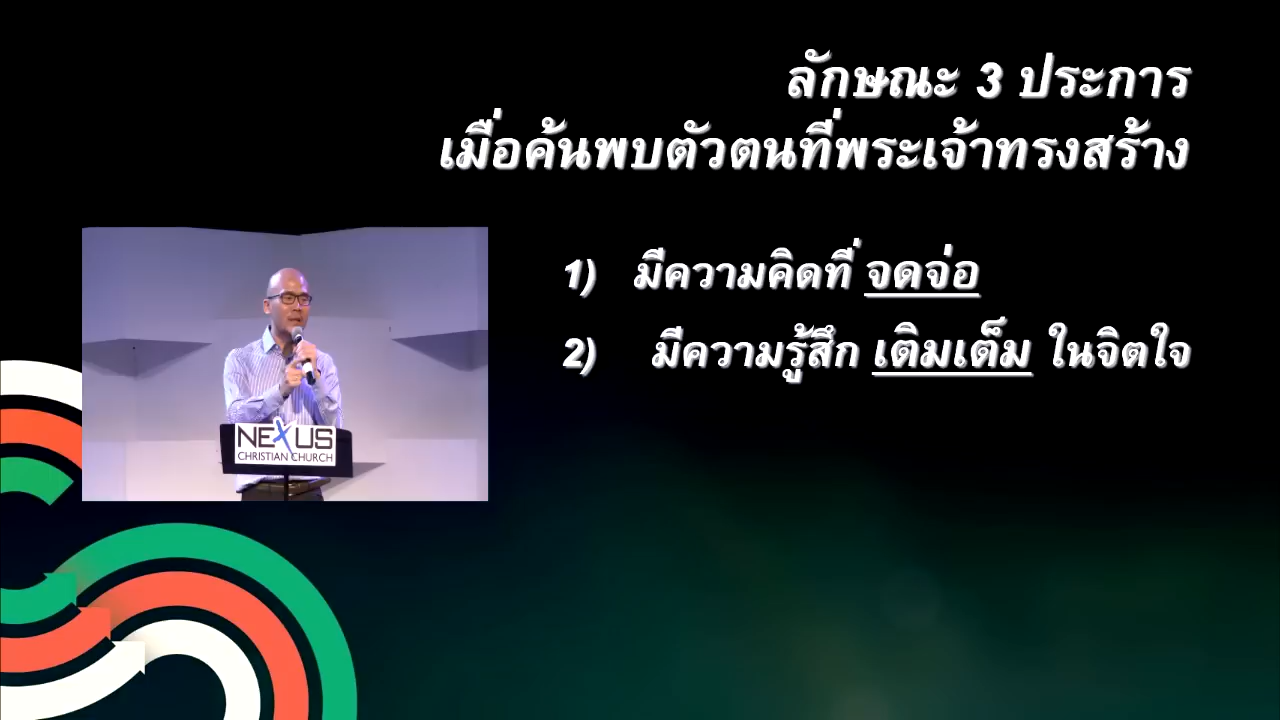 ลักษณะ 3 ประการ
เมื่อค้นพบตัวตนที่พระเจ้าทรงสร้าง
1) มีความคิดที่ จดจ่อ
2) มีความรู้สึก เติมเต็ม ในจิตใจ
NEXUS
CHRISTIAN CHURCH